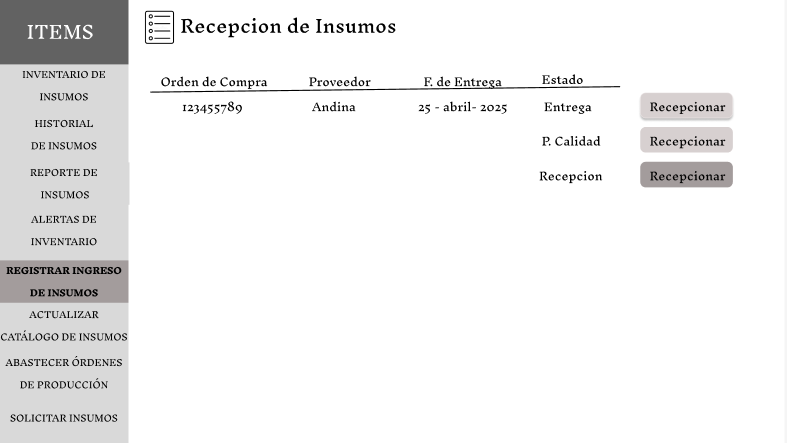 ITEMS
INVENTARIO DE
INSUMOS
HISTORIAL
DE INSUMOS
REPORTE DE
INSUMOS
ALERTAS DE
INVENTARIO
REGISTRAR INGRESO
DE INSUMOS
ACTUALIZAR
CATÁLOGO DE INSUMOS
ABASTECER ÓRDENES
DE PRODUCCIÓN
SOLICITAR INSUMOS
Recepcion de Insumos
Orden de Compra Proveedor F. de Entrega Estado
123455789 Andina 25 - abril- 2025 Entrega Recepcionar
P. Calidad Recepcionar
Recepcion Recepcionar